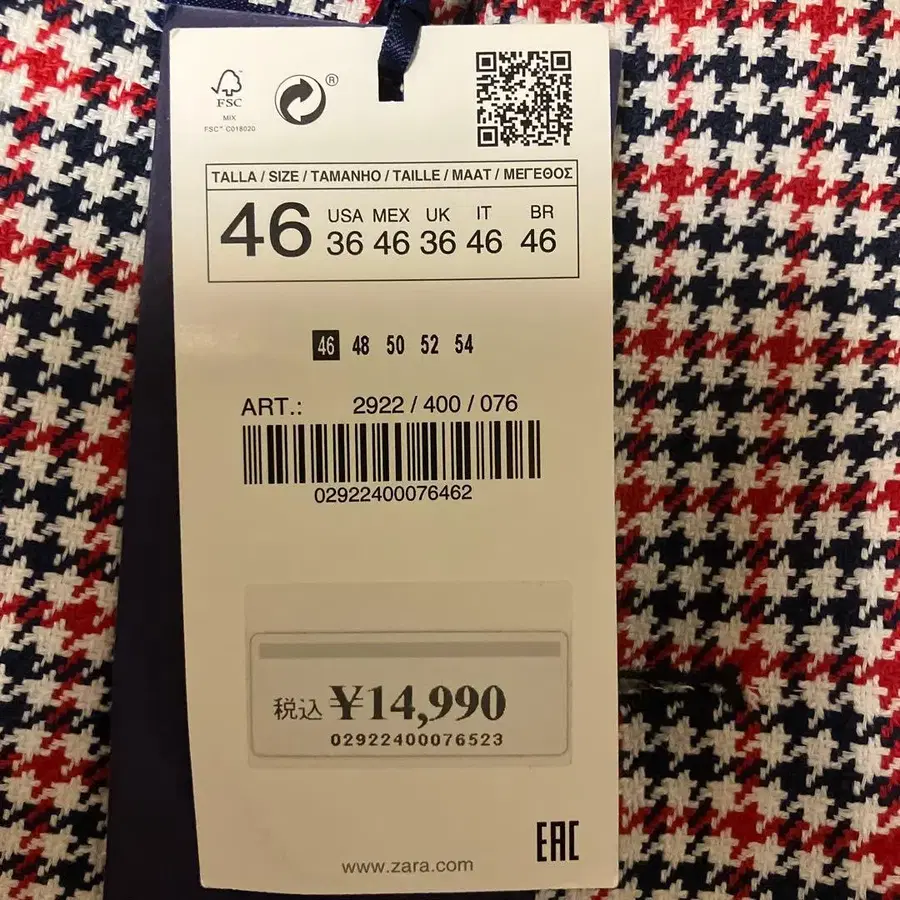 FSC
MIX
FSC™ C018020
®
TALLA / SIZE / TAMANHO / TAILLE / MAAT / ΜΕΓΕΘΟΣ
46
USA MEX UK IT BR
36 46 36 46 46
46 48 50 52 54
ART.: 2922 / 400 / 076
02922400076462
税込 ¥14,990
02922400076523
EAC
www.zara.com